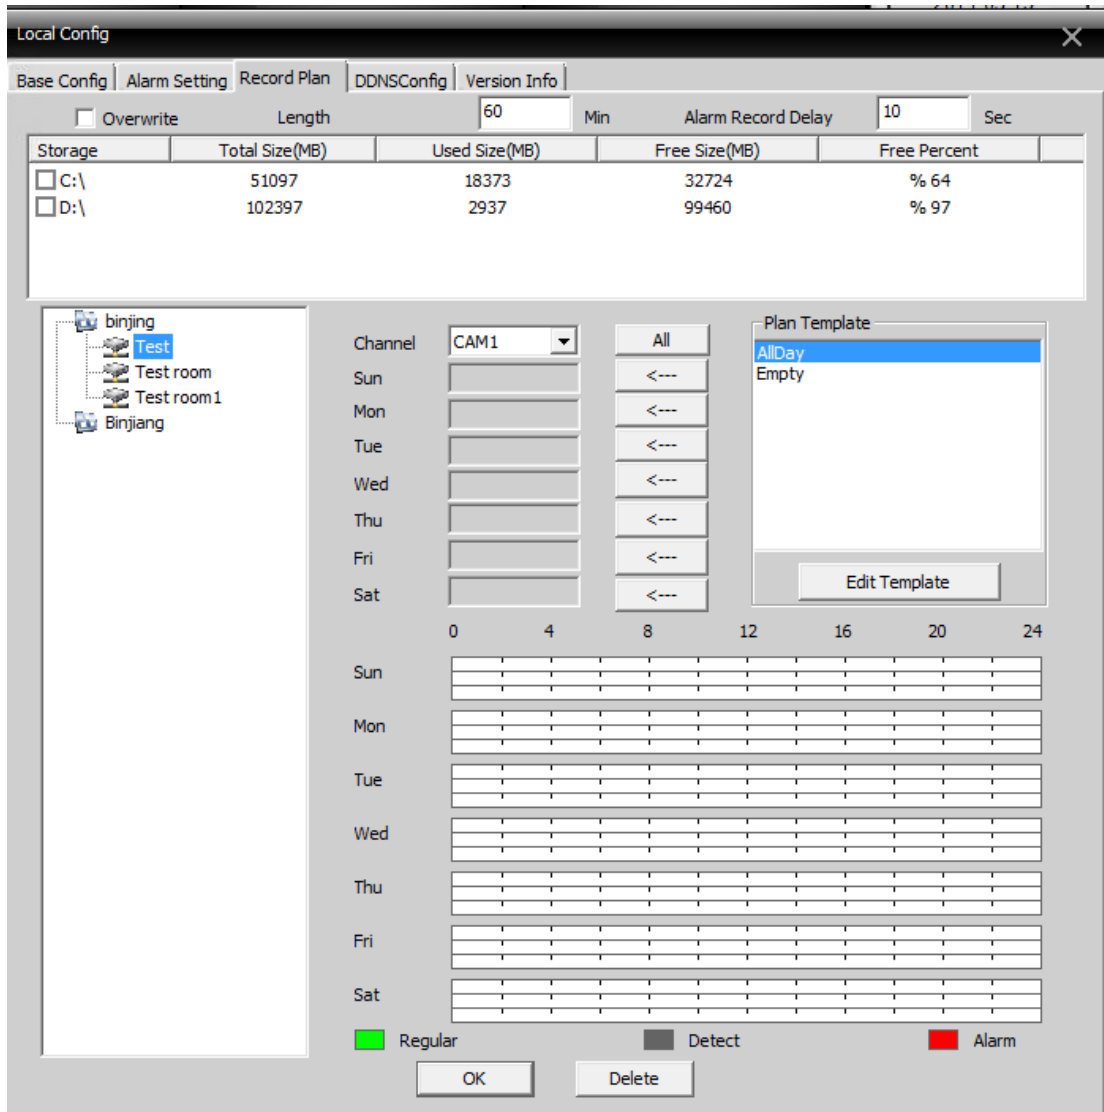 Local Config
Base Config Alarm Setting Record Plan DDNSConfig Version Info
Overwrite Length 60 Min Alarm Record Delay 10 Sec
Storage Total Size(MB) Used Size(MB) Free Size(MB) Free Percent
C:\ 51097 18373 32724 % 64
D:\ 102397 2937 99460 % 97
binjing
Test
Test room
Test room1
Binjiang
Channel CAM1 All
Sun <---
Mon <---
Tue <---
Wed <---
Thu <---
Fri <---
Sat <---
Plan Template
AllDay
Empty
Edit Template
0 4 8 12 16 20 24
Sun
Mon
Tue
Wed
Thu
Fri
Sat
Regular Detect Alarm
OK Delete